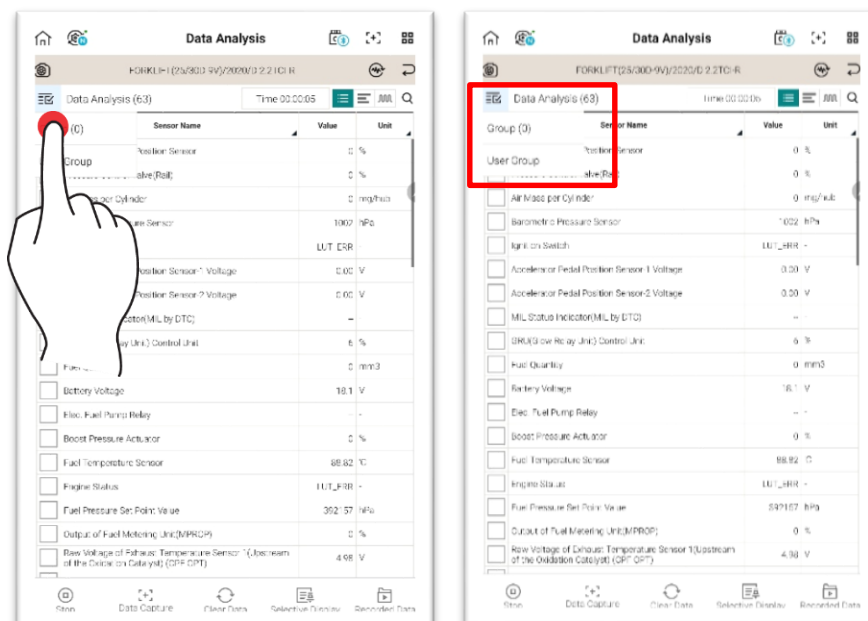 Data Analysis
FORKLIFT(25/30D-9V)/2020/D 2.2TCI-R
Data Analysis (63)
Time 00:00:05
(0)
Sensor Name
Value
Unit
Group
Position Sensor
0 %
alve(Rail)
0 %
per Cylinder
0 mg/hub
ure Sensor
1002 hPa
LUT_ERR
Position Sensor-1 Voltage
0.00 V
Position Sensor-2 Voltage
0.00 V
cator(MIL by DTC)
--
ay Unit) Control Unit
6 %
0 mm3
Battery Voltage
18.1 V
Elec. Fuel Pump Relay
-- -
Boost Pressure Actuator
0 %
Fuel Temperature Sensor
88.82 ℃
Engine Status
LUT_ERR -
Fuel Pressure Set Point Value
392157 hPa
Output of Fuel Metering Unit(MPROP)
0 %
Raw Voltage of Exhaust Temperature Sensor 1(Upstream
of the Oxidation Catalyst) (CPF OPT)
4.98 V
Stop
Data Capture
Clear Data
Selective Display
Recorded Data
Data Analysis
FORKLIFT(25/30D-9V)/2020/D 2.2TCI-R
Data Analysis (63)
Time 00:00:05
Group (0)
Sensor Name
Value
Unit
User Group
Position Sensor
0 %
alve(Rail)
0 %
Air Mass per Cylinder
0 mg/hub
Barometric Pressure Sensor
1002 hPa
Ignition Switch
LUT_ERR -
Accelerator Pedal Position Sensor-1 Voltage
0.00 V
Accelerator Pedal Position Sensor-2 Voltage
0.00 V
MIL Status Indicator(MIL by DTC)
-- -
GRU(Glow Relay Unit) Control Unit
6 %
Fuel Quantity
0 mm3
Battery Voltage
18.1 V
Elec. Fuel Pump Relay
-- -
Boost Pressure Actuator
0 %
Fuel Temperature Sensor
88.82 ℃
Engine Status
LUT_ERR -
Fuel Pressure Set Point Value
392157 hPa
Output of Fuel Metering Unit(MPROP)
0 %
Raw Voltage of Exhaust Temperature Sensor 1(Upstream
of the Oxidation Catalyst) (CPF OPT)
4.98 V
Stop
Data Capture
Clear Data
Selective Display
Recorded Data